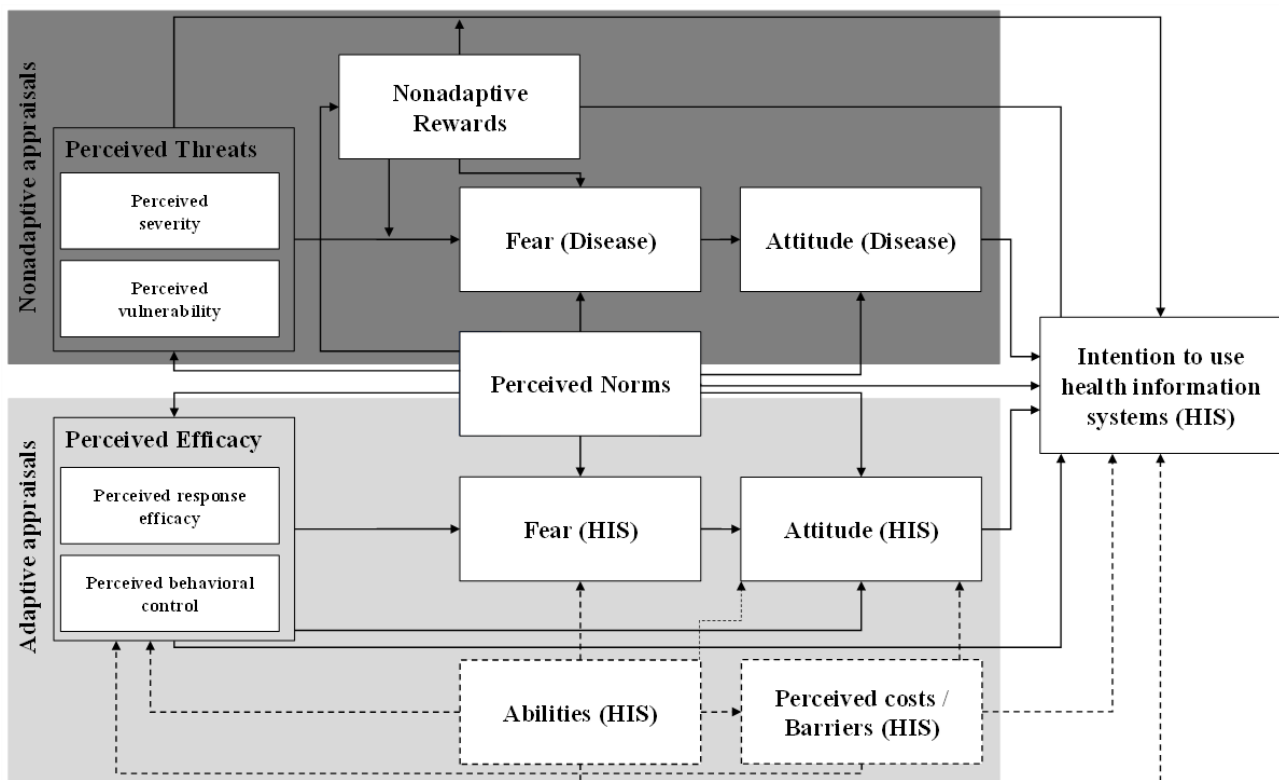 Nonadaptive appraisals
Nonadaptive
Rewards
Perceived Threats
Perceived
severity
Perceived
vulnerability
Fear (Disease)
Attitude (Disease)
Perceived Norms
Intention to use
health information
systems (HIS)
Adaptive appraisals
Perceived Efficacy
Perceived response
efficacy
Perceived behavioral
control
Fear (HIS)
Attitude (HIS)
Abilities (HIS)
Perceived costs /
Barriers (HIS)